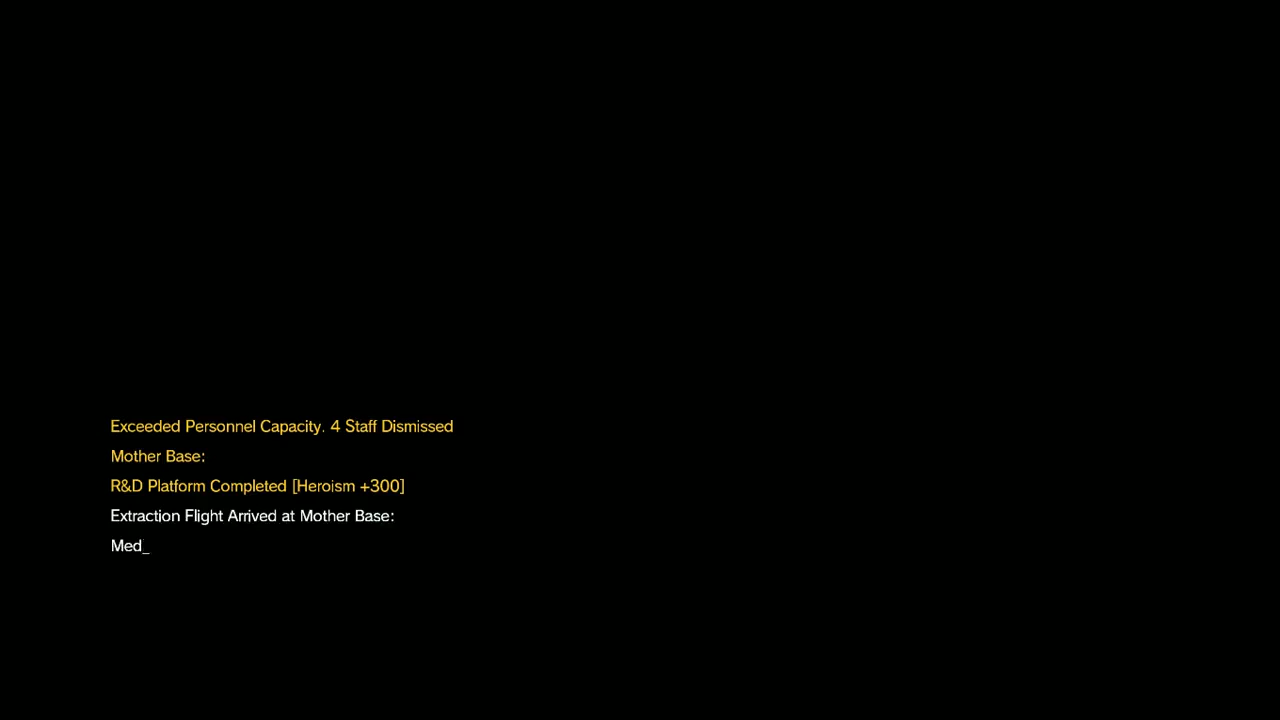 Exceeded Personnel Capacity. 4 Staff Dismissed
Mother Base:
R&D Platform Completed [Heroism +300]
Extraction Flight Arrived at Mother Base:
Med_